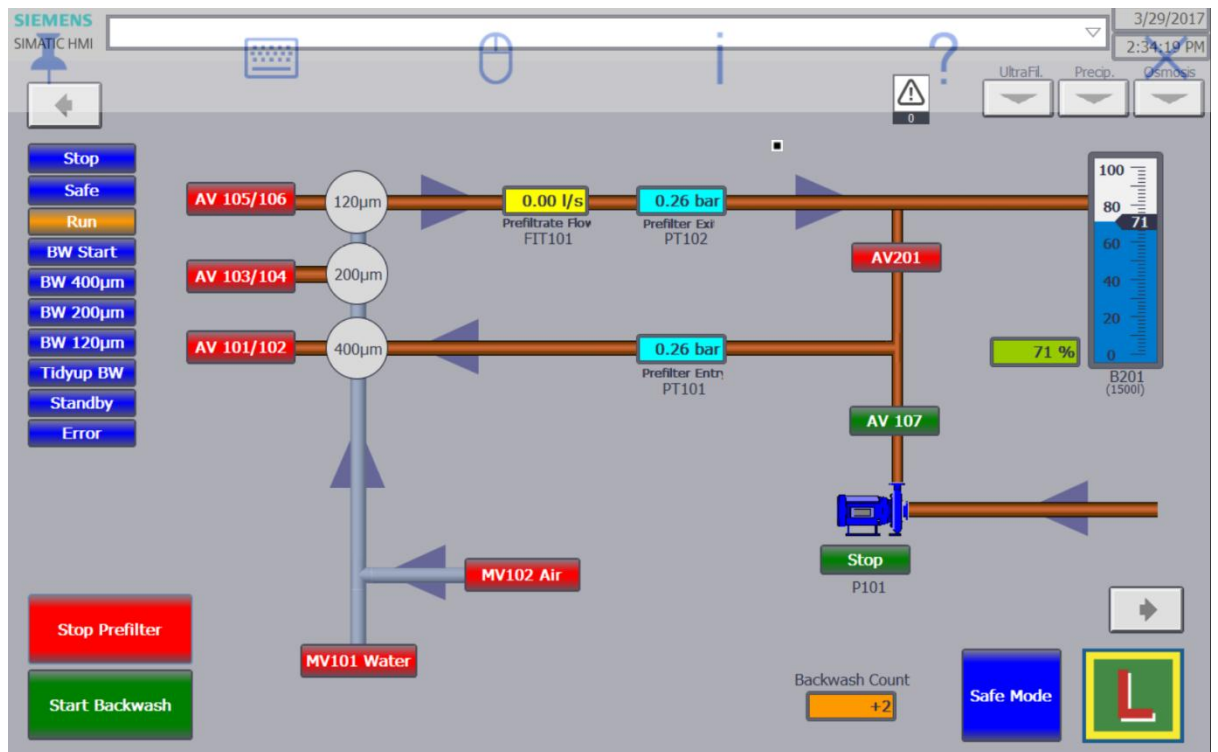 SIEMENS
SIMATIC HMI
3/29/2017
2:34:19 PM
i
?
UltraFil. Precip. Osmosis
0
Stop
Safe
Run
BW Start
BW 400µm
BW 200µm
BW 120µm
Tidyup BW
Standby
Error
AV 105/106
120µm
0.00 l/s
Prefiltrate Flow
FIT101
0.26 bar
Prefilter Exi
PT102
AV 103/104
200µm
AV201
AV 101/102
400µm
0.26 bar
Prefilter Entry
PT101
100
80
71
60
40
20
0
71 %
B201
(1500l)
AV 107
Stop
P101
MV102 Air
MV101 Water
Stop Prefilter
Start Backwash
Backwash Count
+2
Safe Mode
L